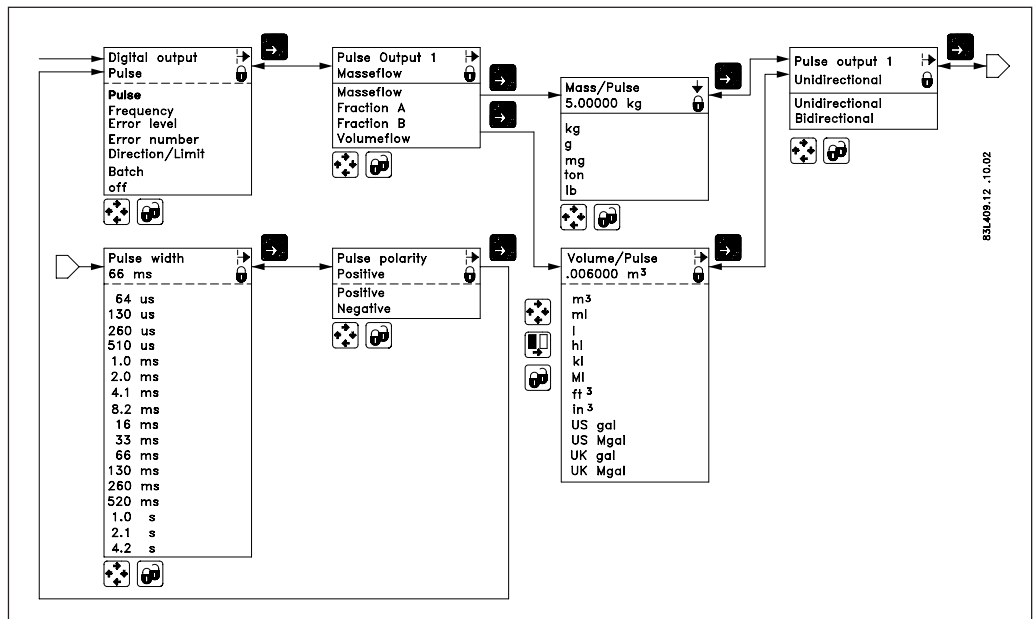 Digital output
Pulse
Pulse
Frequency
Error level
Error number
Direction/Limit
Batch
off
Pulse Output 1
Masseflow
Masseflow
Fraction A
Fraction B
Volumeflow
Mass/Pulse
5.00000 kg
kg
g
mg
ton
lb
Pulse output 1
Unidirectional
Unidirectional
Bidirectional
83L409.12 .10.02
Pulse width
66 ms
64 us
130 us
260 us
510 us
1.0 ms
2.0 ms
4.1 ms
8.2 ms
16 ms
33 ms
66 ms
130 ms
260 ms
520 ms
1.0 s
2.1 s
4.2 s
Pulse polarity
Positive
Positive
Negative
Volume/Pulse
.006000 m³
m³
ml
l
hl
kl
Ml
ft³
in³
US gal
US Mgal
UK gal
UK Mgal